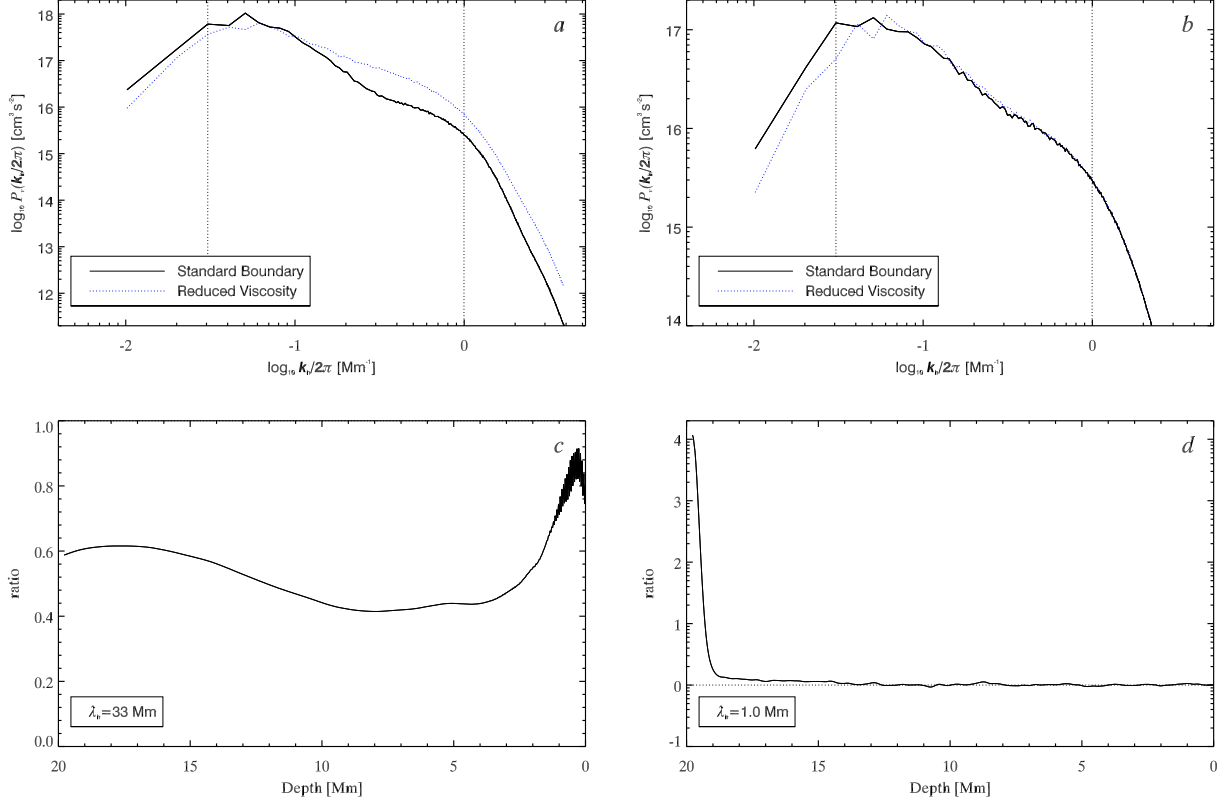 a
18
17
16
15
14
13
12
log₁₀ Pᵥ(kₕ/2π) [cm³ s⁻²]
Standard Boundary
Reduced Viscosity
-2 -1 0
log₁₀ kₕ/2π [Mm⁻¹]
b
17
16
15
14
log₁₀ Pᵥ(kₕ/2π) [cm³ s⁻²]
Standard Boundary
Reduced Viscosity
-2 -1 0
log₁₀ kₕ/2π [Mm⁻¹]
c
1.0
0.8
0.6
0.4
0.2
0.0
ratio
λₕ=33 Mm
20 15 10 5 0
Depth [Mm]
d
4
3
2
1
0
-1
ratio
λₕ=1.0 Mm
20 15 10 5 0
Depth [Mm]